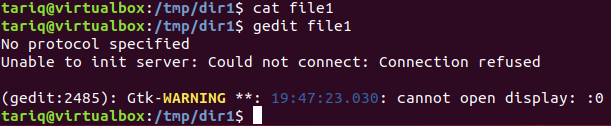 tariq@virtualbox:/tmp/dir1$ cat file1
tariq@virtualbox:/tmp/dir1$ gedit file1
No protocol specified
Unable to init server: Could not connect: Connection refused
(gedit:2485): Gtk-WARNING **: 19:47:23.030: cannot open display: :0
tariq@virtualbox:/tmp/dir1$